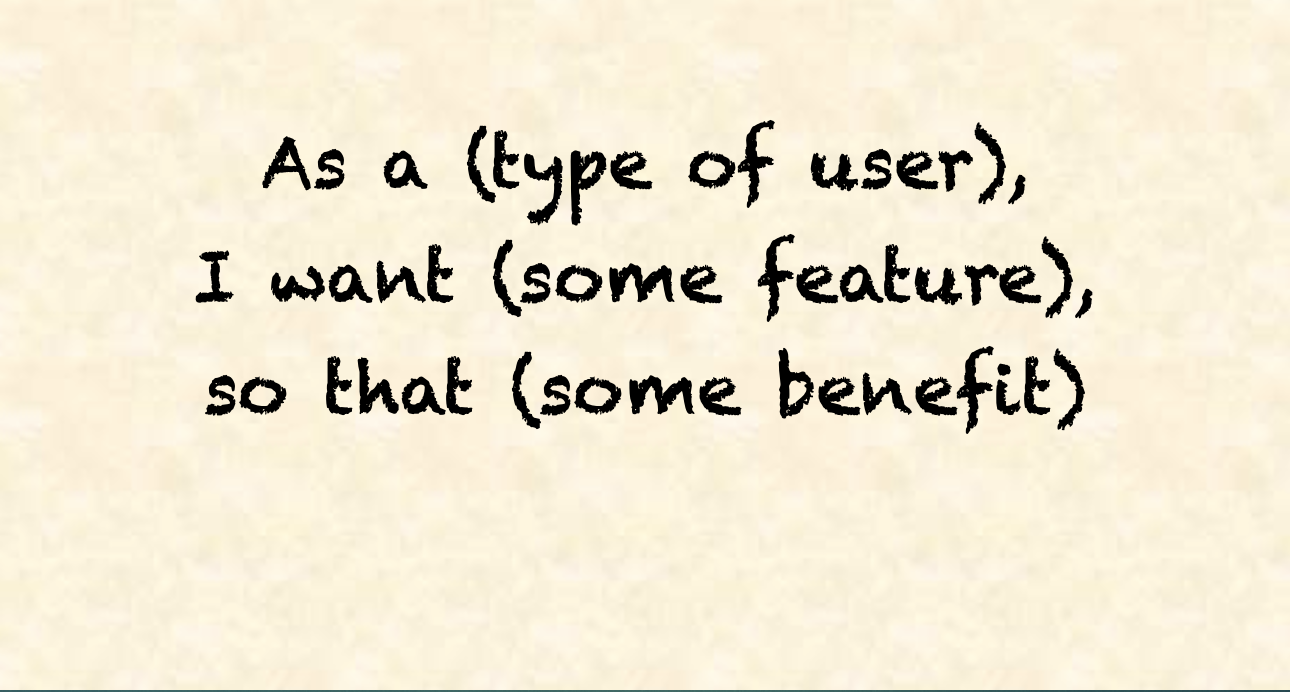 As a (type of user),
I want (some feature),
so that (some benefit)